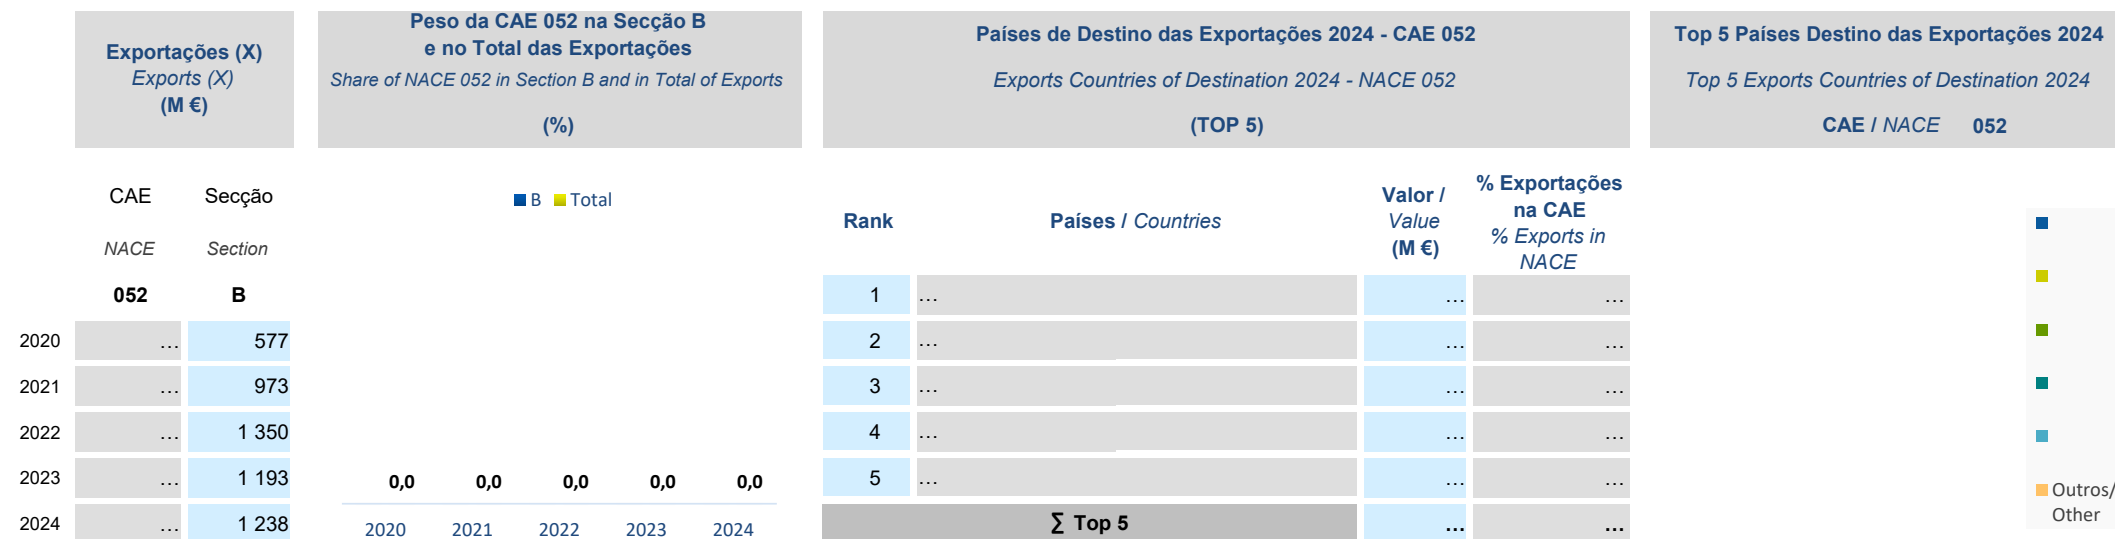 Exportações (X)
Exports (X)
(M €)
Peso da CAE 052 na Secção B
e no Total das Exportações
Share of NACE 052 in Section B and in Total of Exports
(%)
Países de Destino das Exportações 2024 - CAE 052
Exports Countries of Destination 2024 - NACE 052
(TOP 5)
Top 5 Países Destino das Exportações 2024
Top 5 Exports Countries of Destination 2024
CAE / NACE 052
CAE Secção
NACE Section
052 B
2020 … 577
2021 … 973
2022 … 1 350
2023 … 1 193
2024 … 1 238
B Total
0,0 0,0 0,0 0,0 0,0
2020 2021 2022 2023 2024
Rank
Países / Countries
Valor /
Value
(M €)
% Exportações
na CAE
% Exports in
NACE
1 … … …
2 … … …
3 … … …
4 … … …
5 … … …
∑ Top 5 … …
Outros/
Other